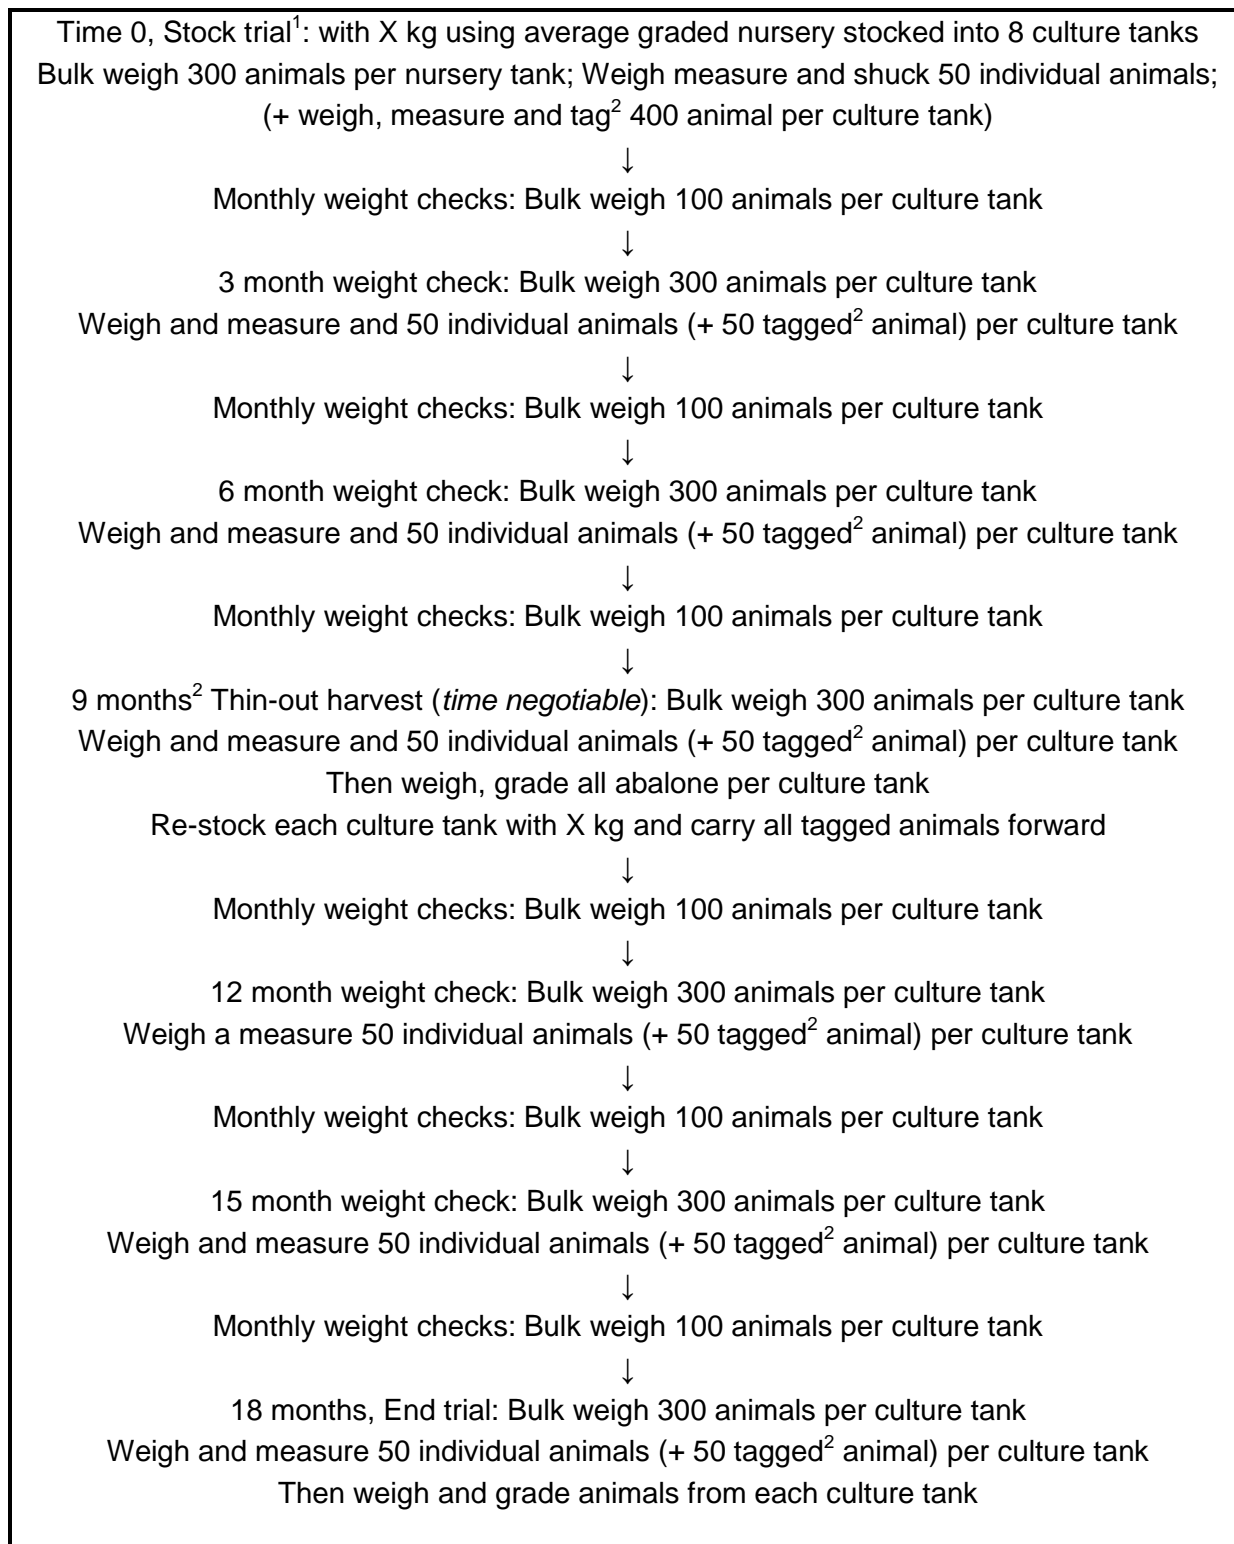 Time 0, Stock trial¹: with X kg using average graded nursery stocked into 8 culture tanks
Bulk weigh 300 animals per nursery tank; Weigh measure and shuck 50 individual animals;
(+ weigh, measure and tag² 400 animal per culture tank)
↓
Monthly weight checks: Bulk weigh 100 animals per culture tank
↓
3 month weight check: Bulk weigh 300 animals per culture tank
Weigh and measure and 50 individual animals (+ 50 tagged² animal) per culture tank
↓
Monthly weight checks: Bulk weigh 100 animals per culture tank
↓
6 month weight check: Bulk weigh 300 animals per culture tank
Weigh and measure and 50 individual animals (+ 50 tagged² animal) per culture tank
↓
Monthly weight checks: Bulk weigh 100 animals per culture tank
↓
9 months² Thin-out harvest (time negotiable): Bulk weigh 300 animals per culture tank
Weigh and measure and 50 individual animals (+ 50 tagged² animal) per culture tank
Then weigh, grade all abalone per culture tank
Re-stock each culture tank with X kg and carry all tagged animals forward
↓
Monthly weight checks: Bulk weigh 100 animals per culture tank
↓
12 month weight check: Bulk weigh 300 animals per culture tank
Weigh a measure 50 individual animals (+ 50 tagged² animal) per culture tank
↓
Monthly weight checks: Bulk weigh 100 animals per culture tank
↓
15 month weight check: Bulk weigh 300 animals per culture tank
Weigh and measure 50 individual animals (+ 50 tagged² animal) per culture tank
↓
Monthly weight checks: Bulk weigh 100 animals per culture tank
↓
18 months, End trial: Bulk weigh 300 animals per culture tank
Weigh and measure 50 individual animals (+ 50 tagged² animal) per culture tank
Then weigh and grade animals from each culture tank